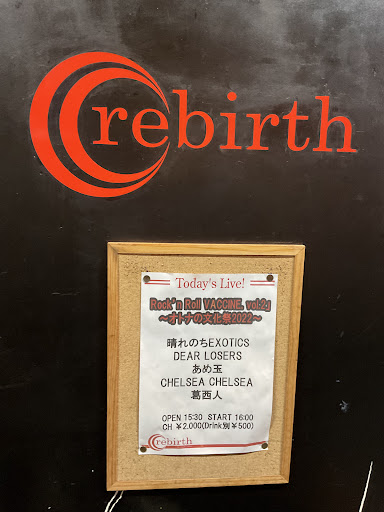 rebirth
Today's Live!
Rock'n Roll VACCINE. vol.2」
～オトナの文化祭2022～
晴れのちEXOTICS
DEAR LOSERS
あめ玉
CHELSEA CHELSEA
葛西人
OPEN 15:30 START 16:00
CH ￥2,000(Drink別￥500)
rebirth